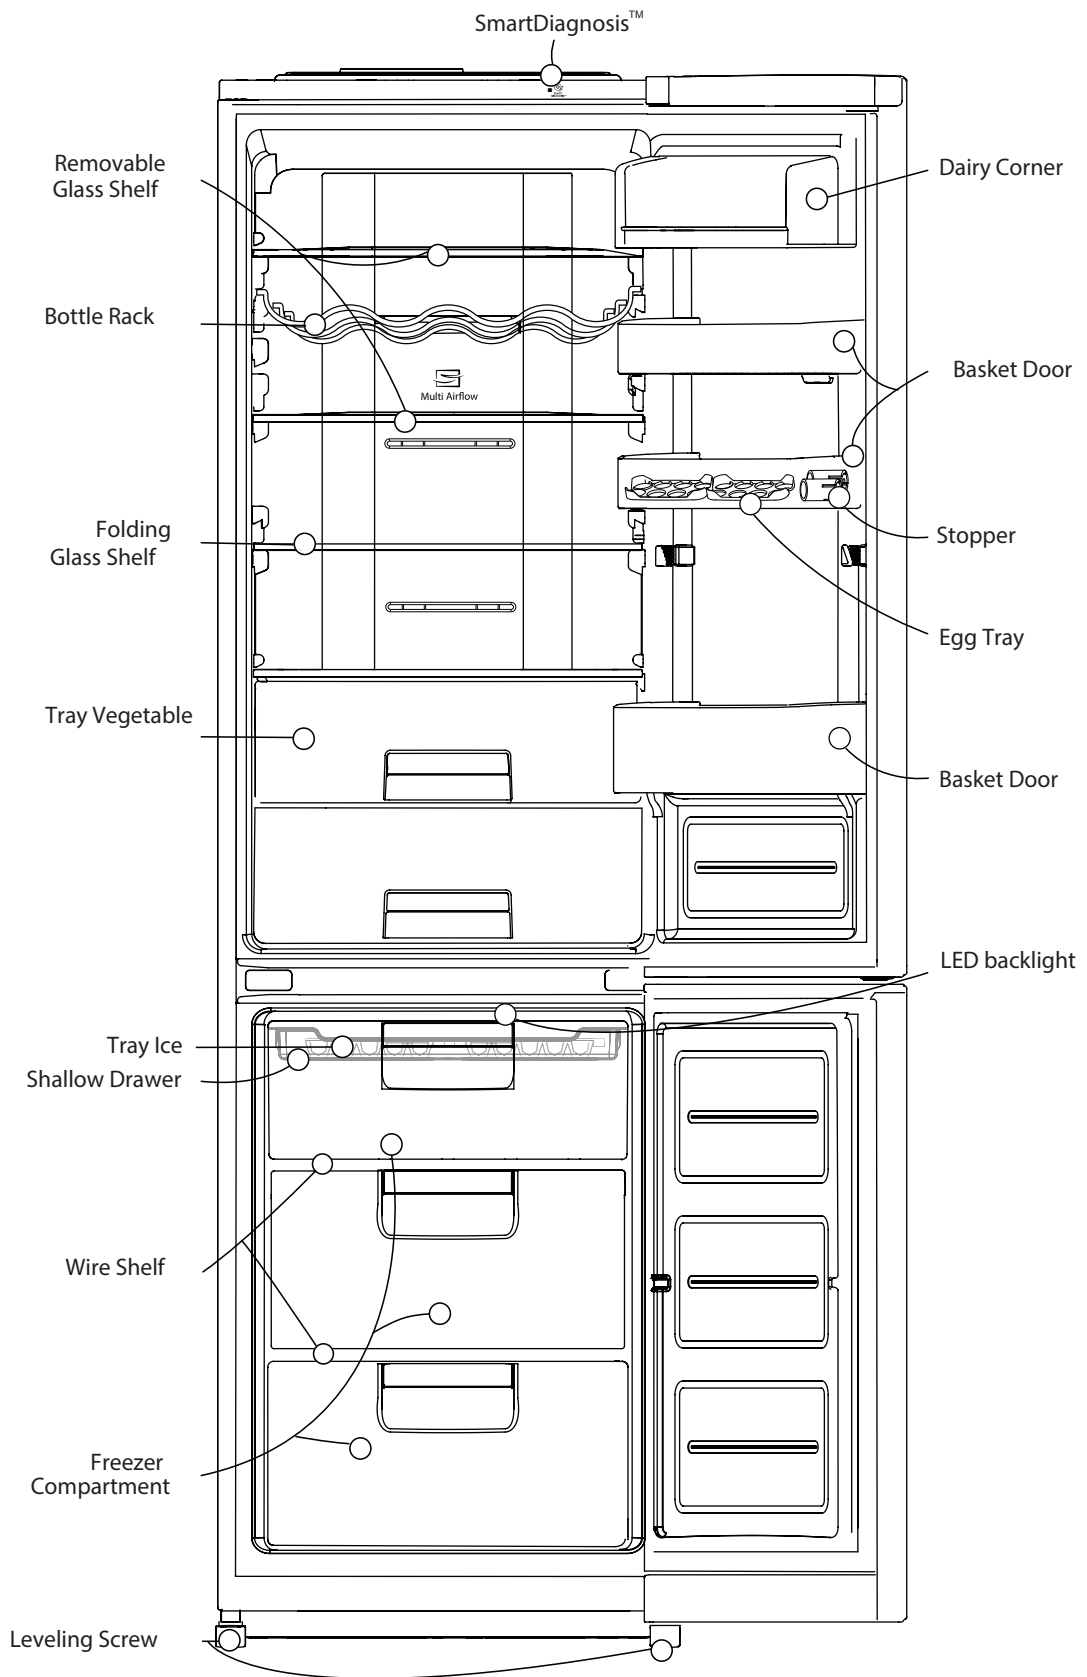 SmartDiagnosis™
Removable
Glass Shelf
Dairy Corner
Bottle Rack
Basket Door
Multi Airflow
Folding
Glass Shelf
Stopper
Egg Tray
Tray Vegetable
Basket Door
LED backlight
Tray Ice
Shallow Drawer
Wire Shelf
Freezer
Compartment
Leveling Screw